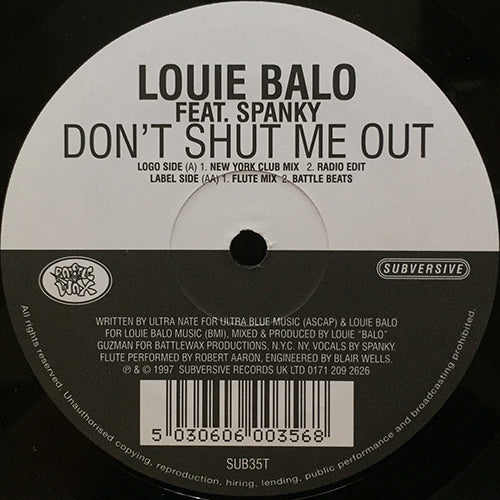 LOUIE BALO
FEAT. SPANKY
DON'T SHUT ME OUT
LOGO SIDE (A) 1. NEW YORK CLUB MIX 2. RADIO EDIT
LABEL SIDE (AA) 1. FLUTE MIX 2. BATTLE BEATS
BATTLE WAX
SUBVERSIVE
WRITTEN BY ULTRA NATE FOR ULTRA BLUE MUSIC (ASCAP) & LOUIE BALO
FOR LOUIE BALO MUSIC (BMI), MIXED & PRODUCED BY LOUIE "BALO"
GUZMAN FOR BATTLEWAX PRODUCTIONS, N.Y.C. NY. VOCALS BY SPANKY.
FLUTE PERFORMED BY ROBERT AARON, ENGINEERED BY BLAIR WELLS.
℗ & © 1997 SUBVERSIVE RECORDS UK LTD 0171 209 2626
5 030606 003568
SUB35T
All rights reserved. Unauthorised copying, reproduction, hiring, lending, public performance and broadcasting prohibited.